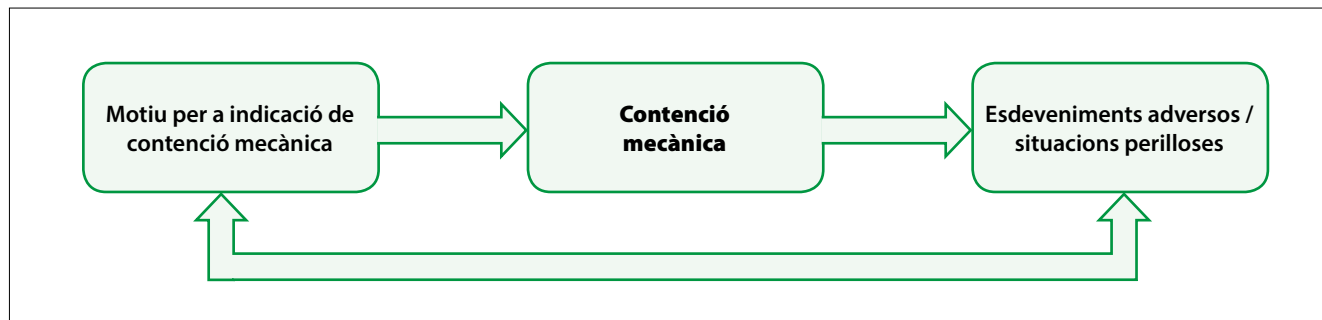 Motiu per a indicació de
contenció mecànica
Contenció
mecànica
Esdeveniments adversos /
situacions perilloses